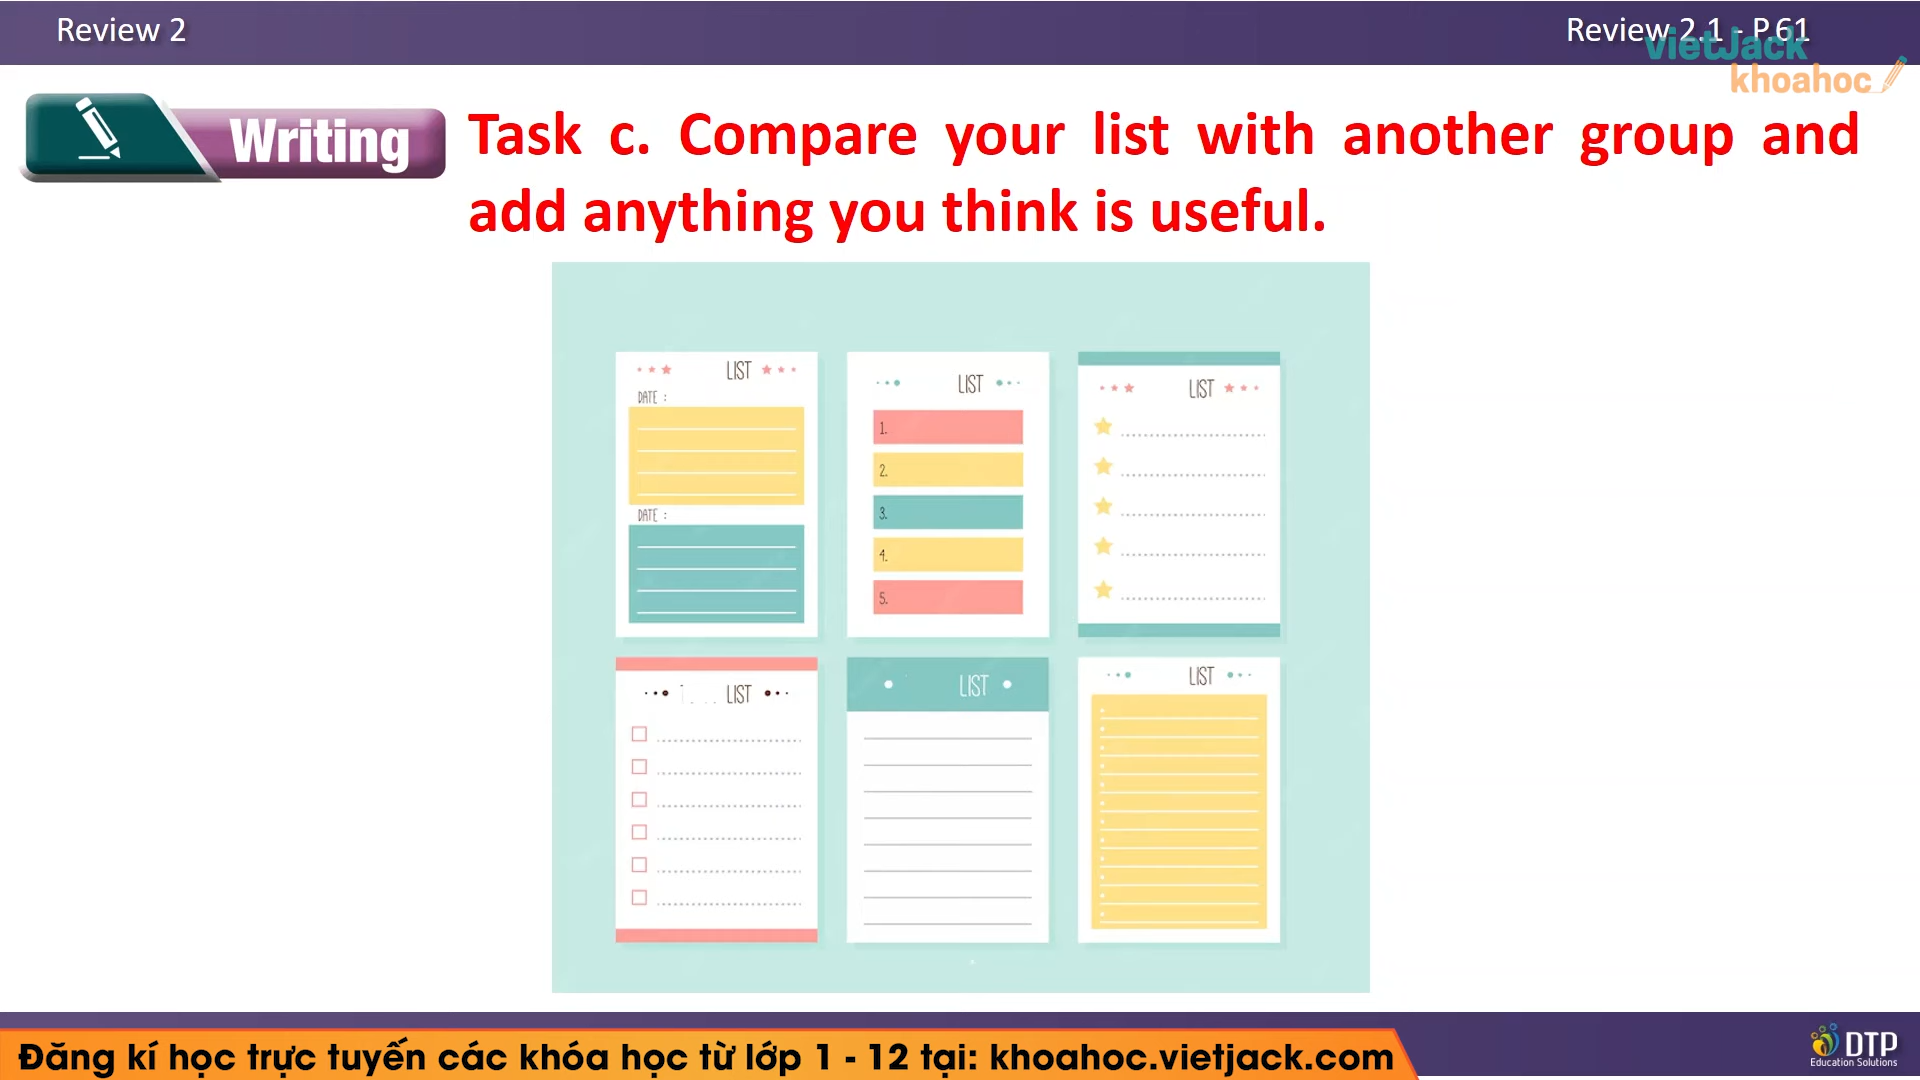 Review 2
Review 2.1 - P.61
vietJack
khoahoc
Writing
Task c. Compare your list with another group and
add anything you think is useful.
LIST
DATE :
DATE :
LIST
1.
2.
3.
4.
5.
LIST
LIST
LIST
LIST
Đăng kí học trực tuyến các khóa học từ lớp 1 - 12 tại: khoahoc.vietjack.com
DTP
Education Solutions